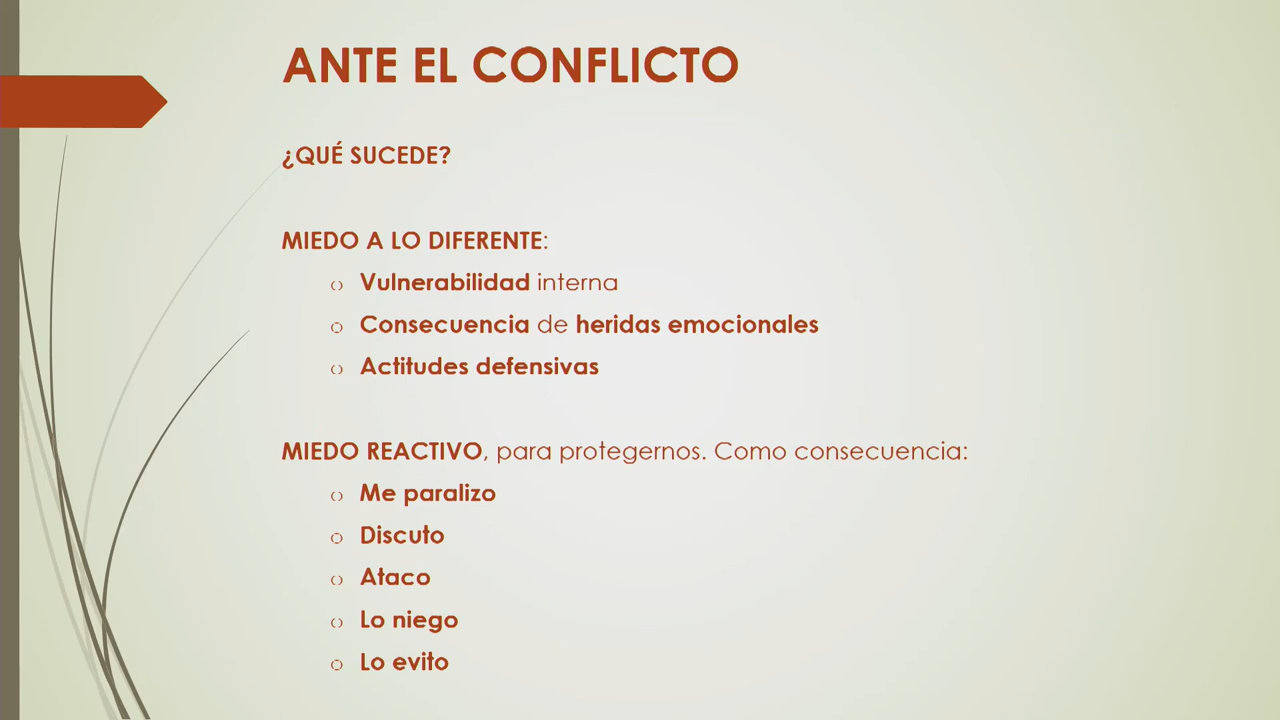 ANTE EL CONFLICTO
¿QUÉ SUCEDE?
MIEDO A LO DIFERENTE:
Vulnerabilidad interna
Consecuencia de heridas emocionales
Actitudes defensivas
MIEDO REACTIVO, para protegernos. Como consecuencia:
Me paralizo
Discuto
Ataco
Lo niego
Lo evito